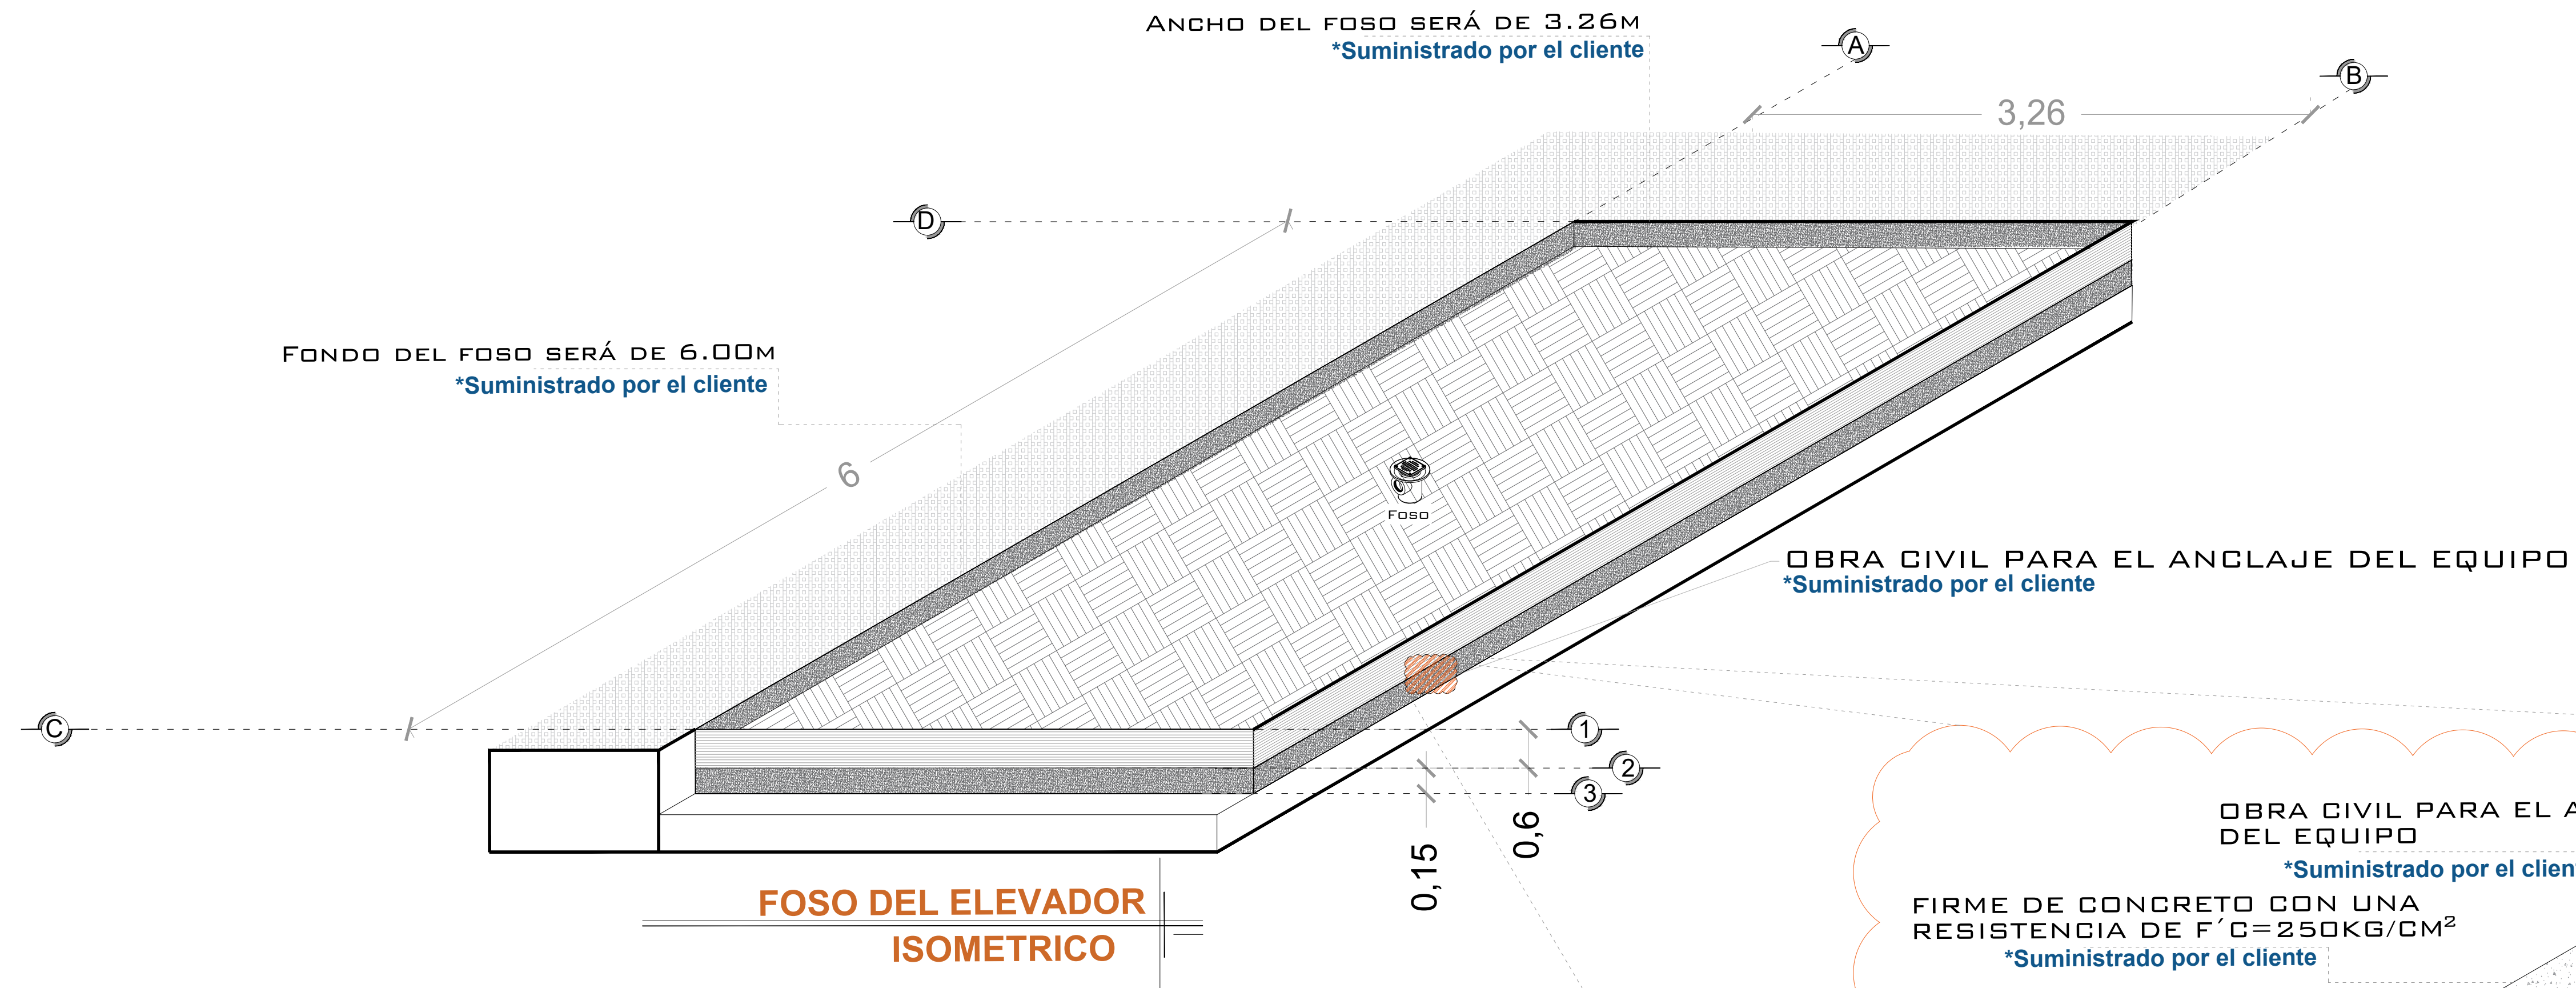 ANCHO DEL FOSO SERÁ DE 3.26M
*Suministrado por el cliente
A
B
3,26
D
FONDO DEL FOSO SERÁ DE 6.00M
*Suministrado por el cliente
6
FOSO
OBRA CIVIL PARA EL ANCLAJE DEL EQUIPO
*Suministrado por el cliente
C
1
2
3
0,15
0,6
OBRA CIVIL PARA EL A
DEL EQUIPO
*Suministrado por el clien
FIRME DE CONCRETO CON UNA
RESISTENCIA DE F´C=250KG/CM²
*Suministrado por el cliente
FOSO DEL ELEVADOR
ISOMETRICO